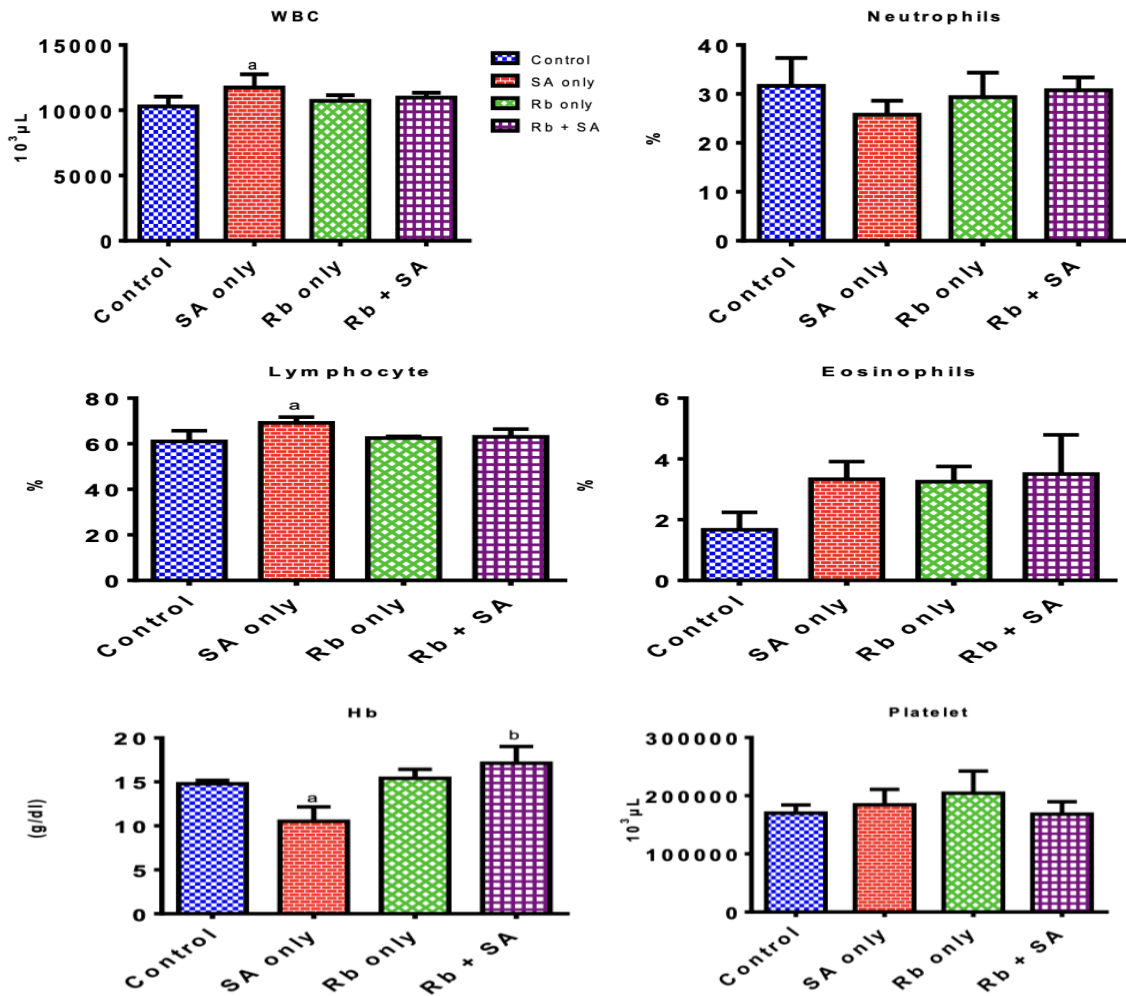 WBC
15000
10000
5000
0
10³µL
a
Control
SA only
Rb only
Rb + SA
Control
SA only
Rb only
Rb + SA
Neutrophils
40
30
20
10
0
%
Control
SA only
Rb only
Rb + SA
Lymphocyte
80
60
40
20
0
%
a
Control
SA only
Rb only
Rb + SA
Eosinophils
6
4
2
0
%
Control
SA only
Rb only
Rb + SA
Hb
20
15
10
5
0
(g/dl)
a
b
Control
SA only
Rb only
Rb + SA
Platelet
300000
200000
100000
0
10³µL
Control
SA only
Rb only
Rb + SA